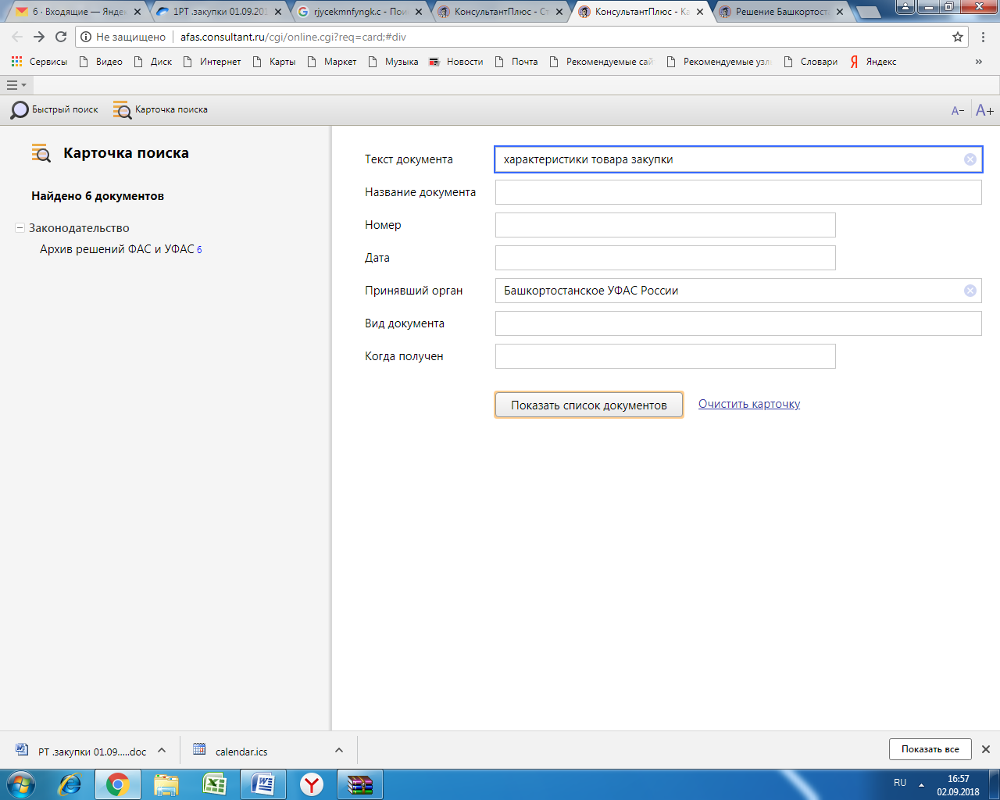 6 · Входящие — Яндек
1РТ .закупки 01.09.201
rjycekmnfyngk.c - Пои
КонсультантПлюс - Ст
КонсультантПлюс - Ка
Решение Башкортост
Не защищено
afas.consultant.ru/cgi/online.cgi?req=card;#div
Сервисы
Видео
Диск
Интернет
Карты
Маркет
Музыка
Новости
Почта
Рекомендуемые сай
Рекомендуемые узл
Словари
Яндекс
»
Быстрый поиск
Карточка поиска
A−
A+
Карточка поиска
Найдено 6 документов
Законодательство
Архив решений ФАС и УФАС 6
Текст документа
характеристики товара закупки
Название документа
Номер
Дата
Принявший орган
Башкортостанское УФАС России
Вид документа
Когда получен
Показать список документов
Очистить карточку
РТ .закупки 01.09.....doc
calendar.ics
Показать все
RU
16:57
02.09.2018